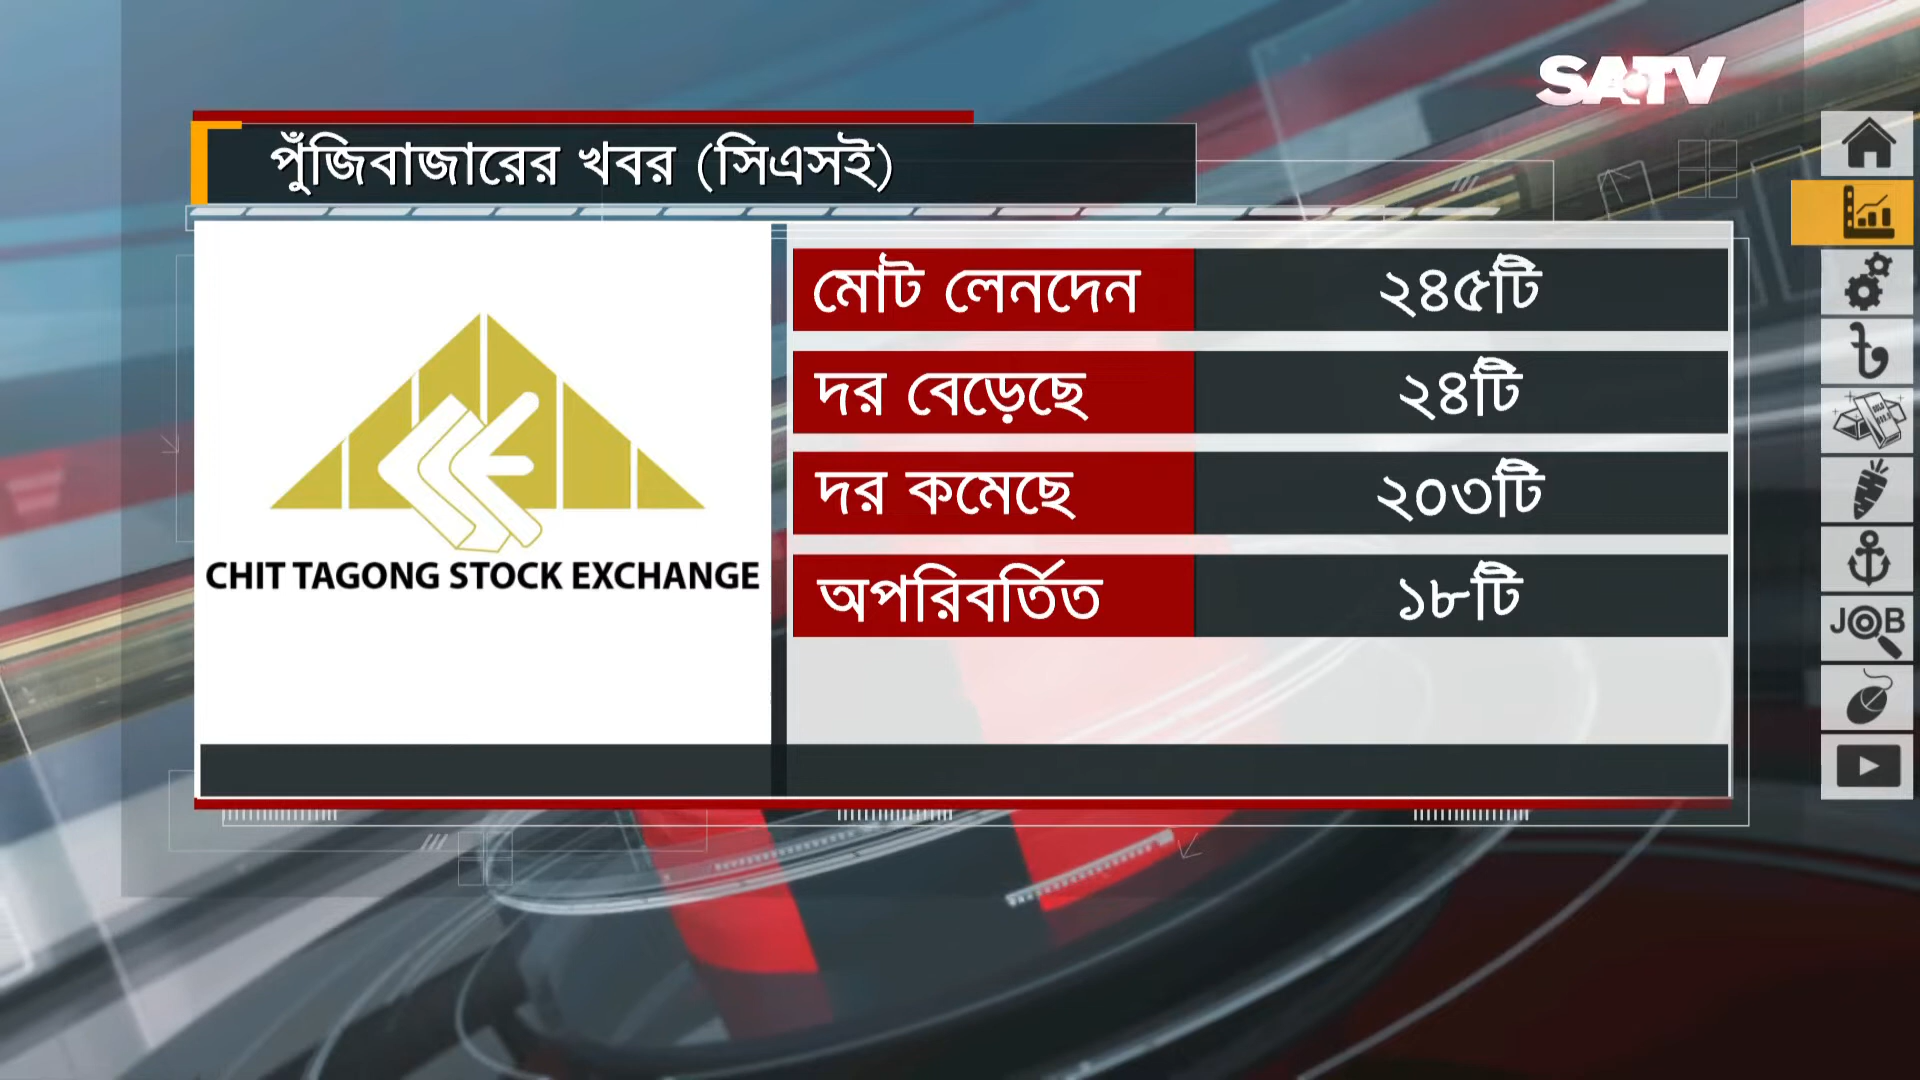 SATV
পুঁজিবাজারের খবর (সিএসই)
CHIT TAGONG STOCK EXCHANGE
মোট লেনদেন ২৪৫টি
দর বেড়েছে ২৪টি
দর কমেছে ২০৩টি
অপরিবর্তিত ১৮টি
JOB